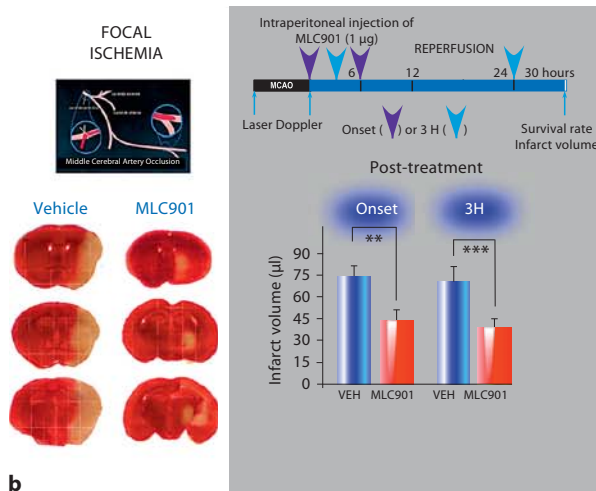 FOCAL
ISCHEMIA
Middle Cerebral Artery Occlusion
Vehicle
MLC901
b
Intraperitoneal injection of
MLC901 (1 µg)
REPERFUSION
6
12
24
30 hours
MCAO
Laser Doppler
Onset ( ) or 3 H ( )
Survival rate
Infarct volume
Post-treatment
Onset
3H
**
***
Infarct volume (µl)
90
75
60
45
30
15
0
VEH
MLC901
VEH
MLC901